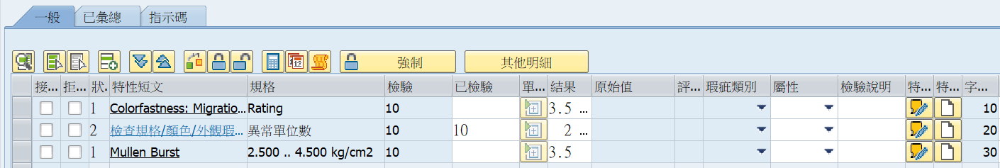 一般 已彙總 指示碼
強制 其他明細
接... 拒... 狀. 特性短文 規格 檢驗 已檢驗 單... 結果 原始值 評... 瑕疵類別 屬性 檢驗說明 特... 特... 字...
1 Colorfastness: Migratio... Rating 10 3.5 ... 10
2 檢查規格/顏色/外觀瑕... 異常單位數 10 10 2 ... 20
1 Mullen Burst 2.500 .. 4.500 kg/cm2 10 3.5 30